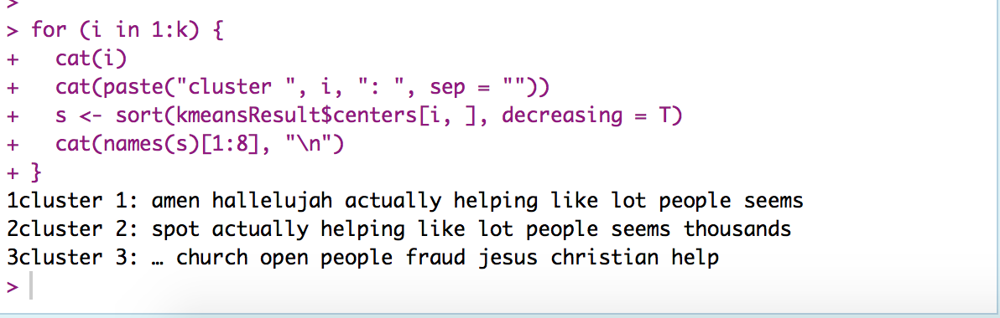 >
> for (i in 1:k) {
+   cat(i)
+   cat(paste("cluster ", i, ": ", sep = ""))
+   s <- sort(kmeansResult$centers[i, ], decreasing = T)
+   cat(names(s)[1:8], "\n")
+ }
1cluster 1: amen hallelujah actually helping like lot people seems
2cluster 2: spot actually helping like lot people seems thousands
3cluster 3: … church open people fraud jesus christian help
>